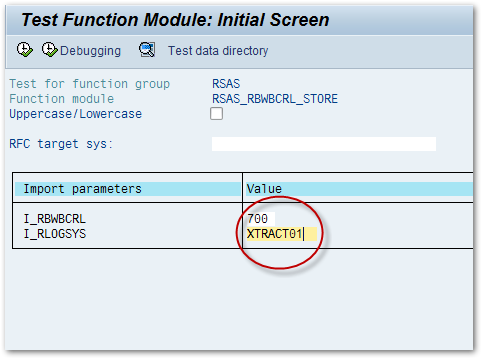 Test Function Module: Initial Screen
Debugging Test data directory
Test for function group RSAS
Function module RSAS_RBWBCRL_STORE
Uppercase/Lowercase
RFC target sys:
Import parameters Value
I_RBWBCRL 700
I_RLOGSYS XTRACT01